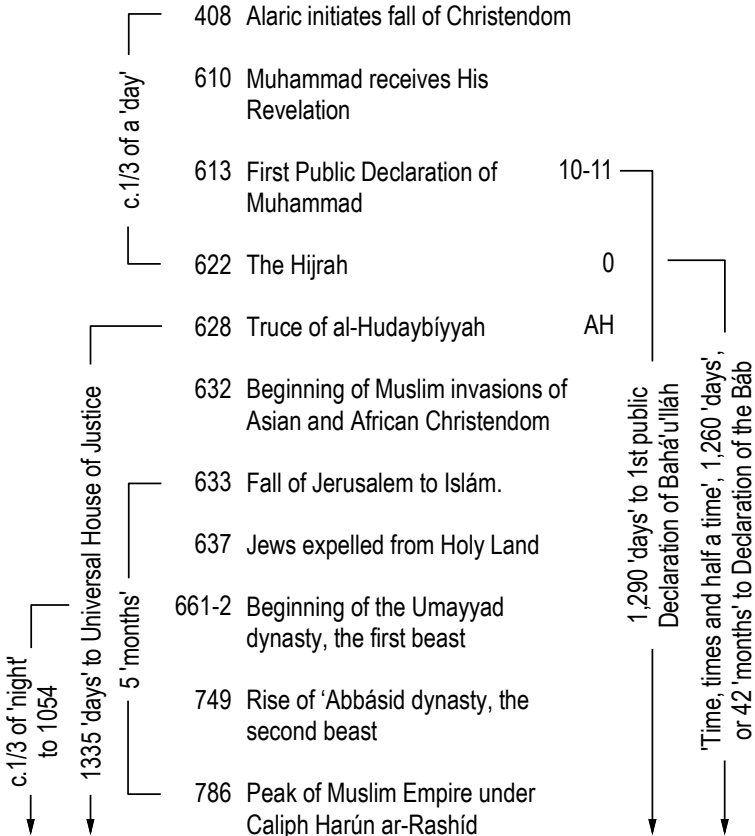 408 Alaric initiates fall of Christendom
610 Muhammad receives His
Revelation
613 First Public Declaration of 10-11
Muhammad
622 The Hijrah 0
628 Truce of al-Hudaybíyyah AH
632 Beginning of Muslim invasions of
Asian and African Christendom
633 Fall of Jerusalem to Islám.
637 Jews expelled from Holy Land
661-2 Beginning of the Umayyad
dynasty, the first beast
749 Rise of ‘Abbásid dynasty, the
second beast
786 Peak of Muslim Empire under
Caliph Harún ar-Rashíd
c.1/3 of a 'day'
c.1/3 of 'night'
to 1054
1335 'days' to Universal House of Justice
5 'months'
1,290 'days' to 1st public
Declaration of Bahá'u'lláh
'Time, times and half a time', 1,260 'days',
or 42 'months' to Declaration of the Báb